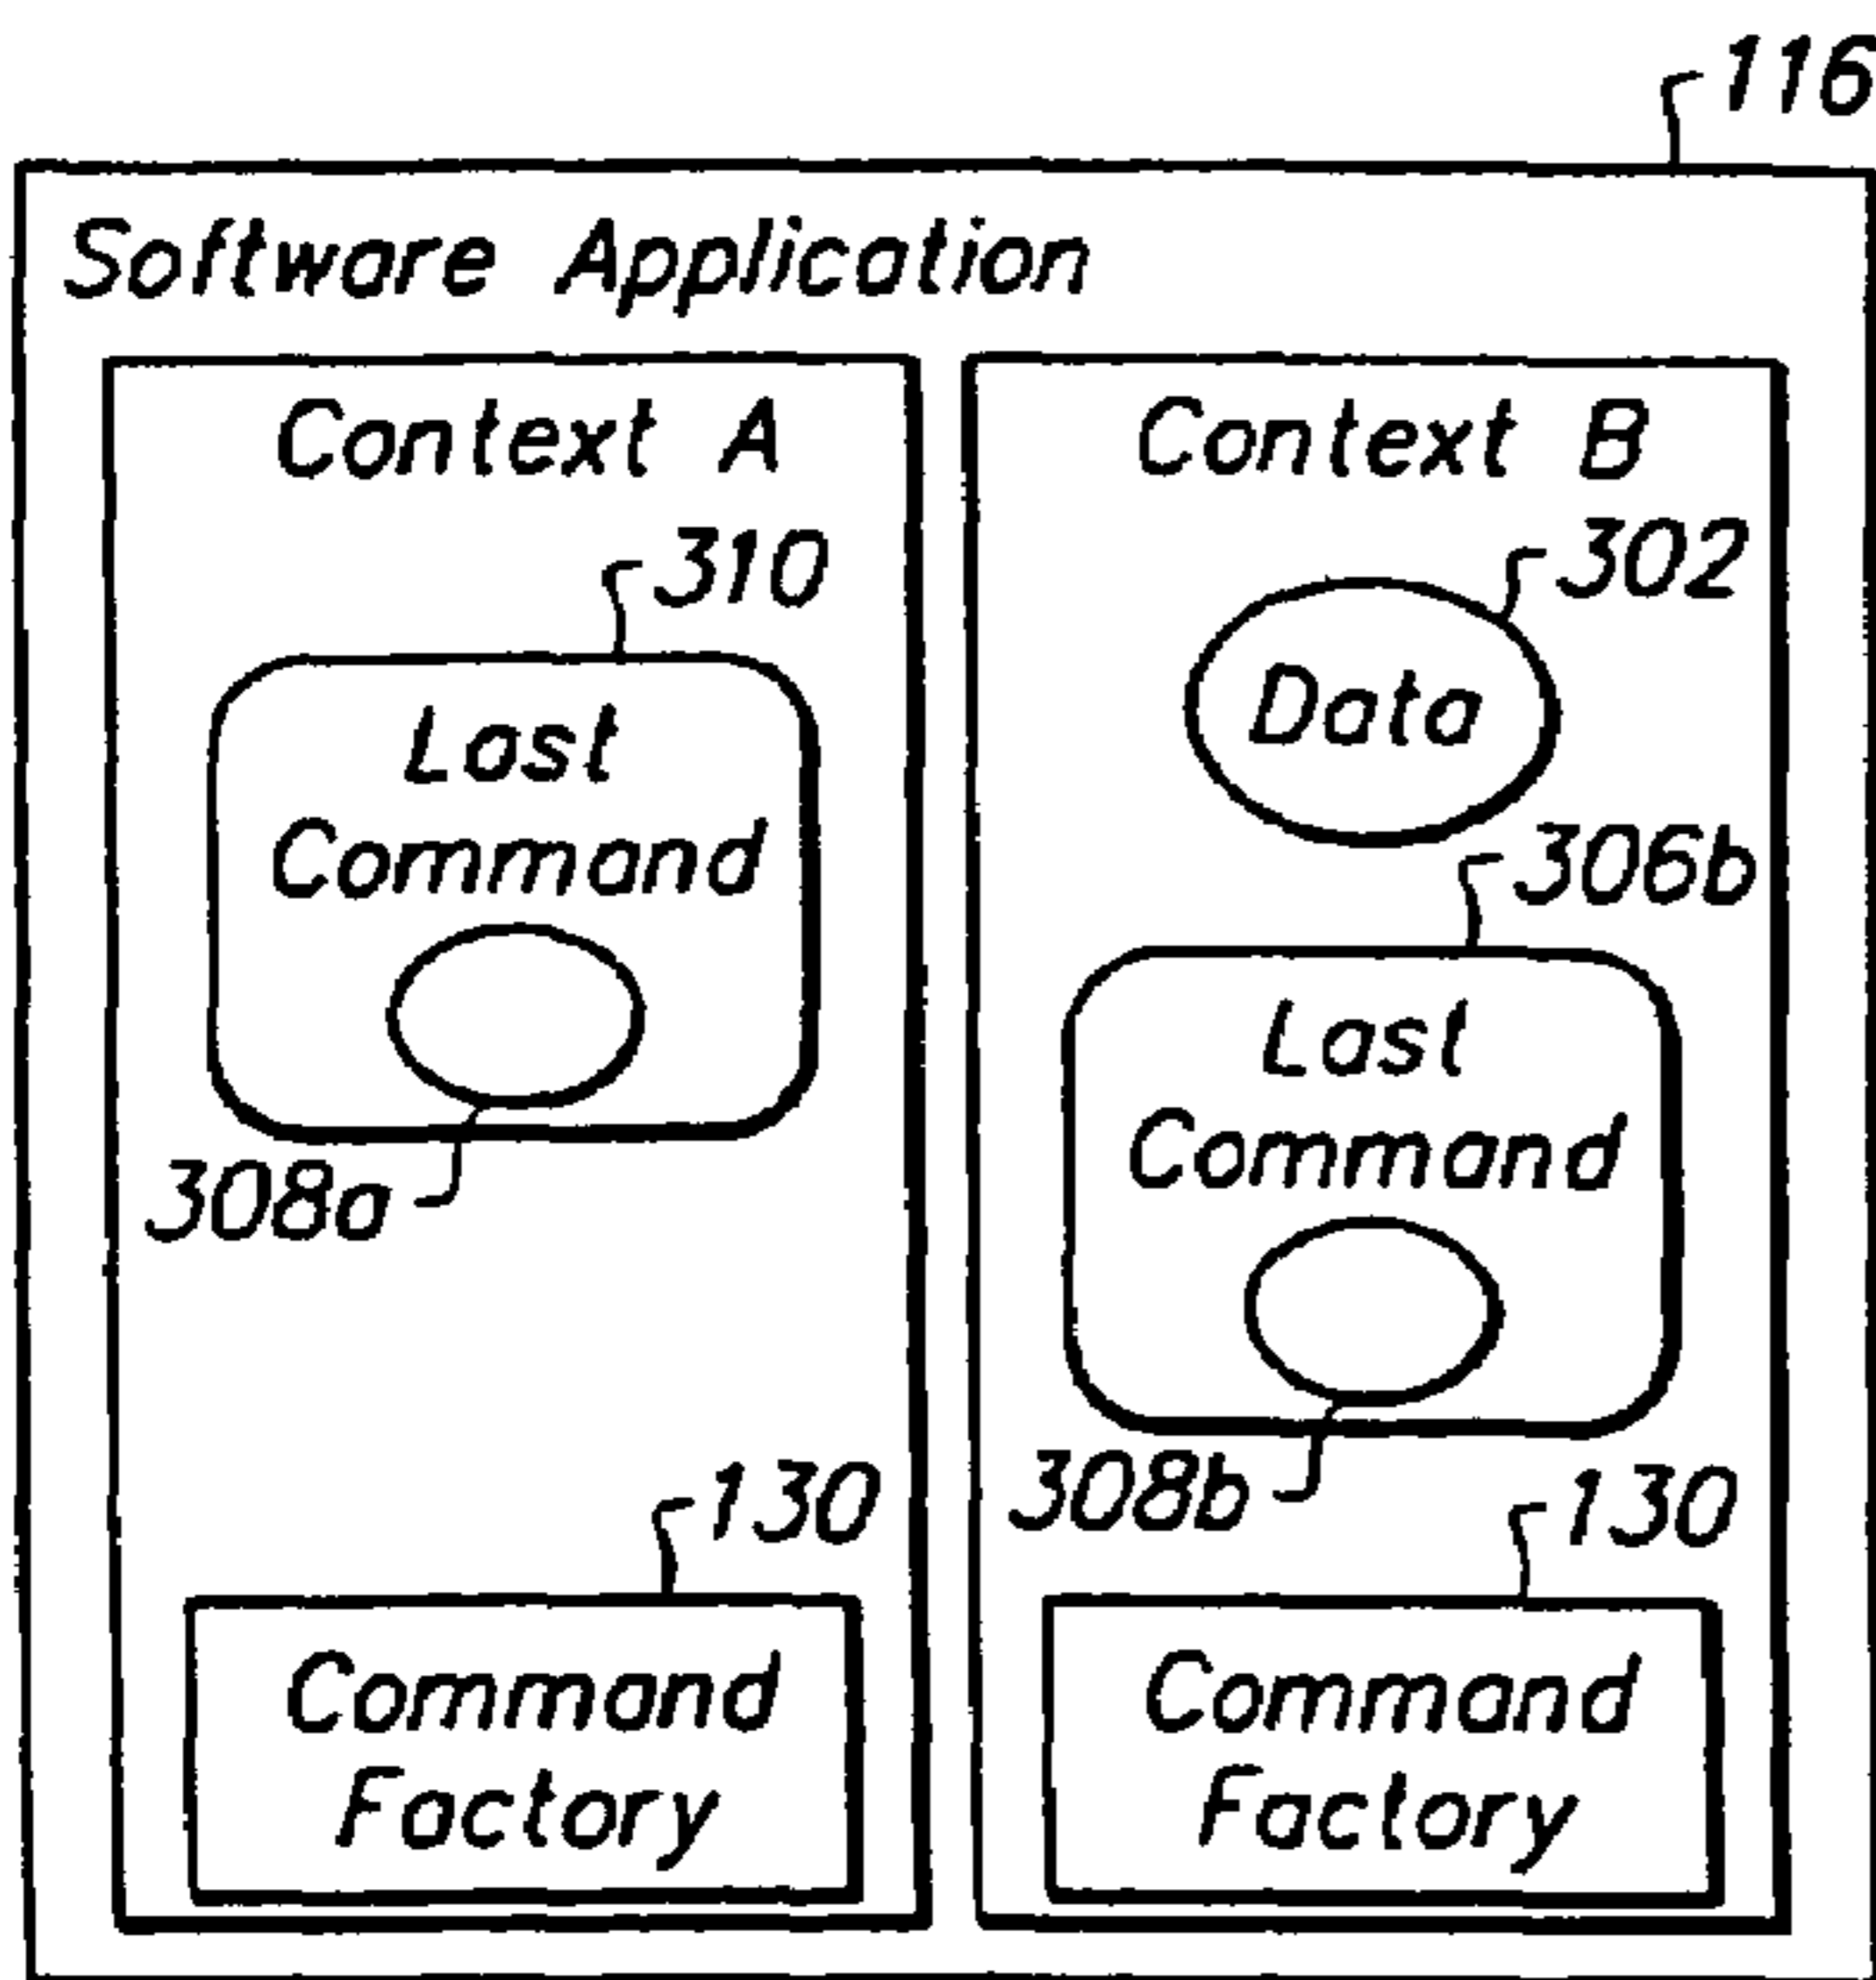 116
Software Application
Context A
310
Last
Command
308a
130
Command
Factory
Context B
302
Data
306b
Last
Command
308b
130
Command
Factory